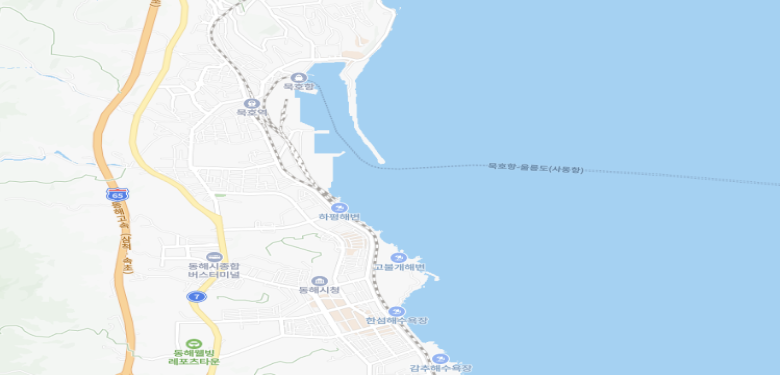 묵호항
묵호역
묵호항-울릉도(사동항)
65
동해고속 (삼척 속초)
하평해변
고불개해변
동해시종합
버스터미널
동해시청
7
한섬해수욕장
동해웰빙
레포츠타운
감추해수욕장